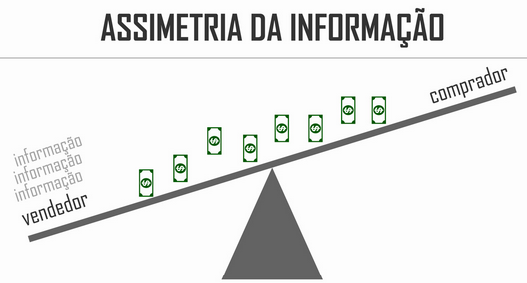 ASSIMETRIA DA INFORMAÇÃO
comprador
informação
informação
informação
vendedor
$
$
$
$
$
$
$
$